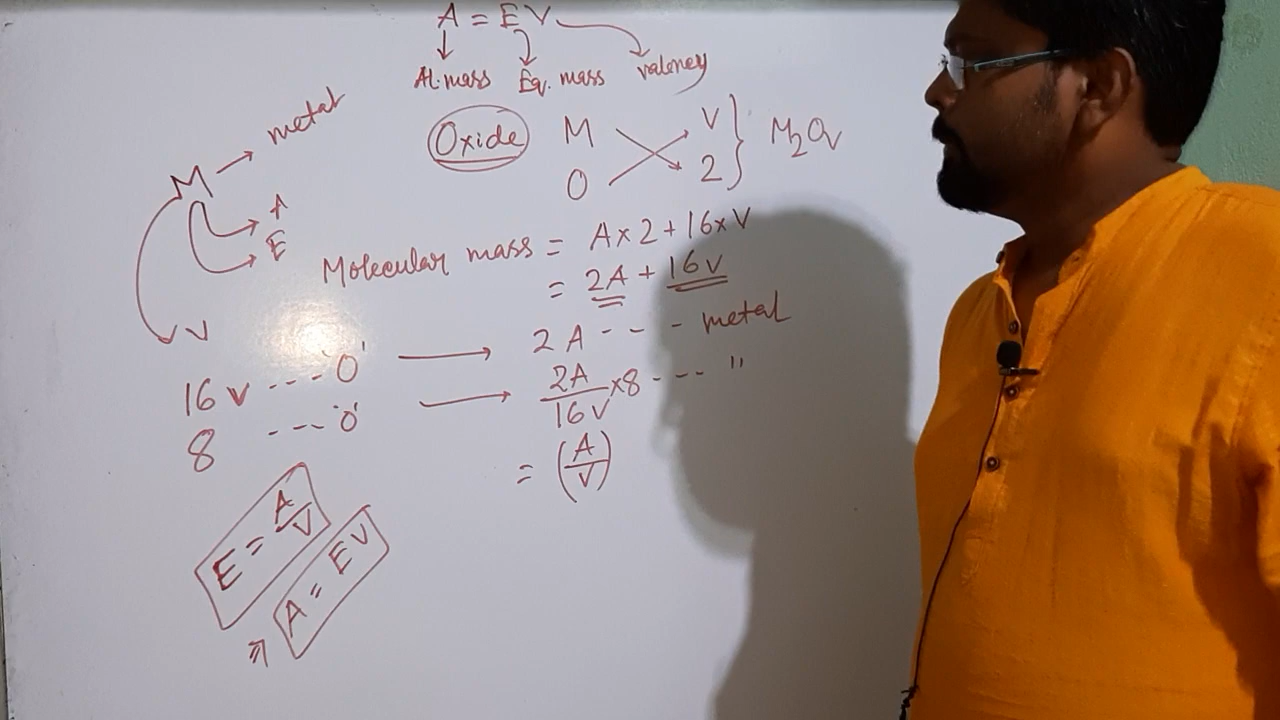 A = EV
At. mass Eq. mass valency
metal
M
A
E
V
Oxide
M V
O 2
M₂Oᵥ
Molecular mass = A×2+16×V
= 2A + 16V
16 v ---- 'O' → 2A --- metal
8 ---- 'O' → 2A/16V ×8 --- "
= (A/V)
E = A/V
⇒ A = EV